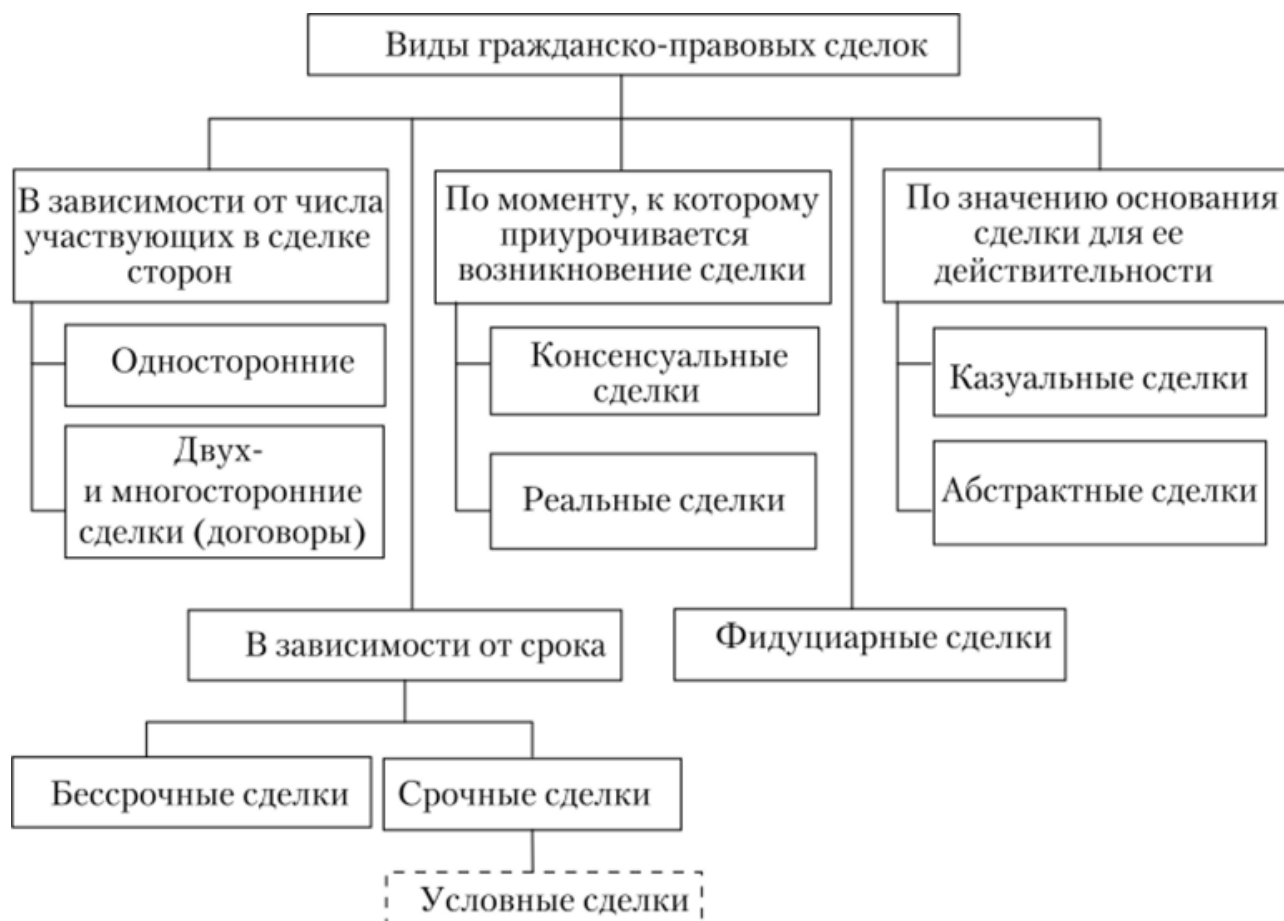 Виды гражданско-правовых сделок
В зависимости от числа
участвующих в сделке
сторон
Односторонние
Двух-
и многосторонние
сделки (договоры)
По моменту, к которому
приурочивается
возникновение сделки
Консенсуальные
сделки
Реальные сделки
По значению основания
сделки для ее
действительности
Казуальные сделки
Абстрактные сделки
В зависимости от срока
Фидуциарные сделки
Бессрочные сделки
Срочные сделки
Условные сделки